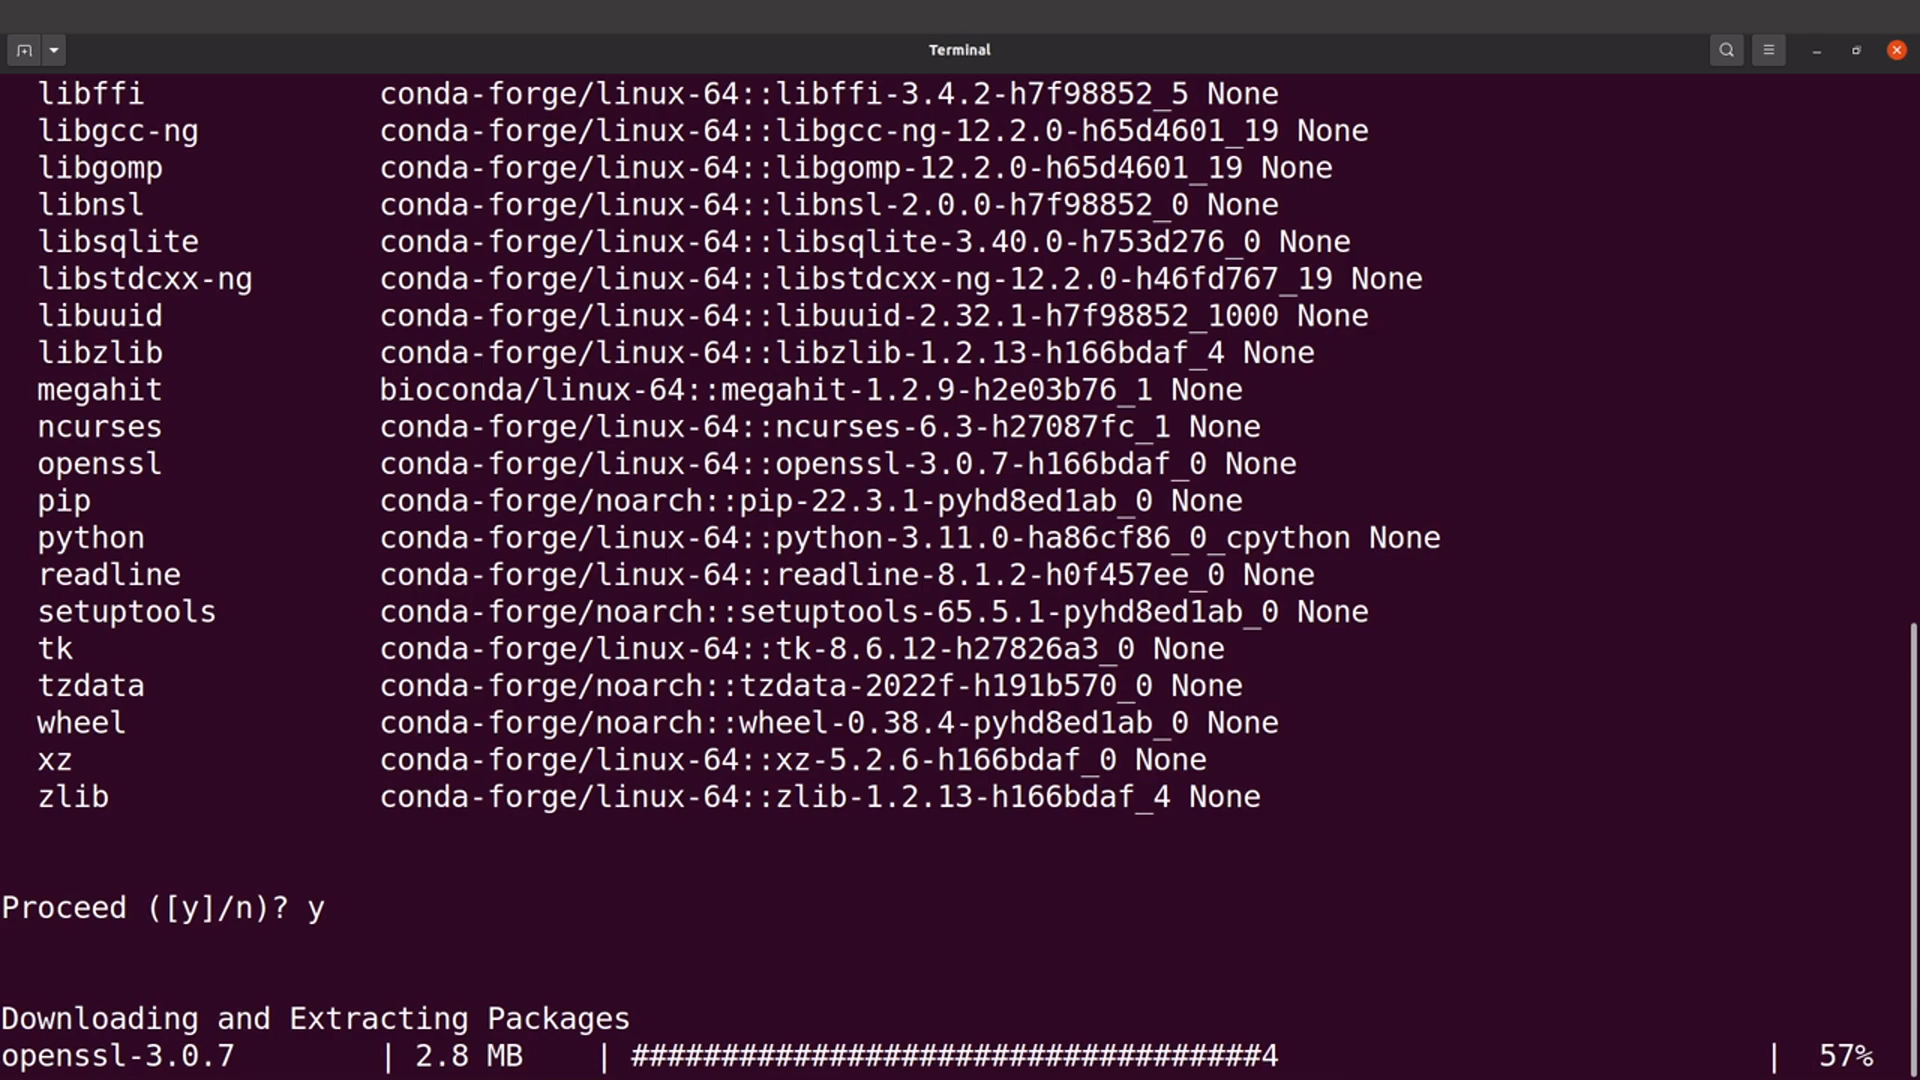 Terminal
libffi conda-forge/linux-64::libffi-3.4.2-h7f98852_5 None
libgcc-ng conda-forge/linux-64::libgcc-ng-12.2.0-h65d4601_19 None
libgomp conda-forge/linux-64::libgomp-12.2.0-h65d4601_19 None
libnsl conda-forge/linux-64::libnsl-2.0.0-h7f98852_0 None
libsqlite conda-forge/linux-64::libsqlite-3.40.0-h753d276_0 None
libstdcxx-ng conda-forge/linux-64::libstdcxx-ng-12.2.0-h46fd767_19 None
libuuid conda-forge/linux-64::libuuid-2.32.1-h7f98852_1000 None
libzlib conda-forge/linux-64::libzlib-1.2.13-h166bdaf_4 None
megahit bioconda/linux-64::megahit-1.2.9-h2e03b76_1 None
ncurses conda-forge/linux-64::ncurses-6.3-h27087fc_1 None
openssl conda-forge/linux-64::openssl-3.0.7-h166bdaf_0 None
pip conda-forge/noarch::pip-22.3.1-pyhd8ed1ab_0 None
python conda-forge/linux-64::python-3.11.0-ha86cf86_0_cpython None
readline conda-forge/linux-64::readline-8.1.2-h0f457ee_0 None
setuptools conda-forge/noarch::setuptools-65.5.1-pyhd8ed1ab_0 None
tk conda-forge/linux-64::tk-8.6.12-h27826a3_0 None
tzdata conda-forge/noarch::tzdata-2022f-h191b570_0 None
wheel conda-forge/noarch::wheel-0.38.4-pyhd8ed1ab_0 None
xz conda-forge/linux-64::xz-5.2.6-h166bdaf_0 None
zlib conda-forge/linux-64::zlib-1.2.13-h166bdaf_4 None
Proceed ([y]/n)? y
Downloading and Extracting Packages
openssl-3.0.7 | 2.8 MB | ###################################4 | 57%